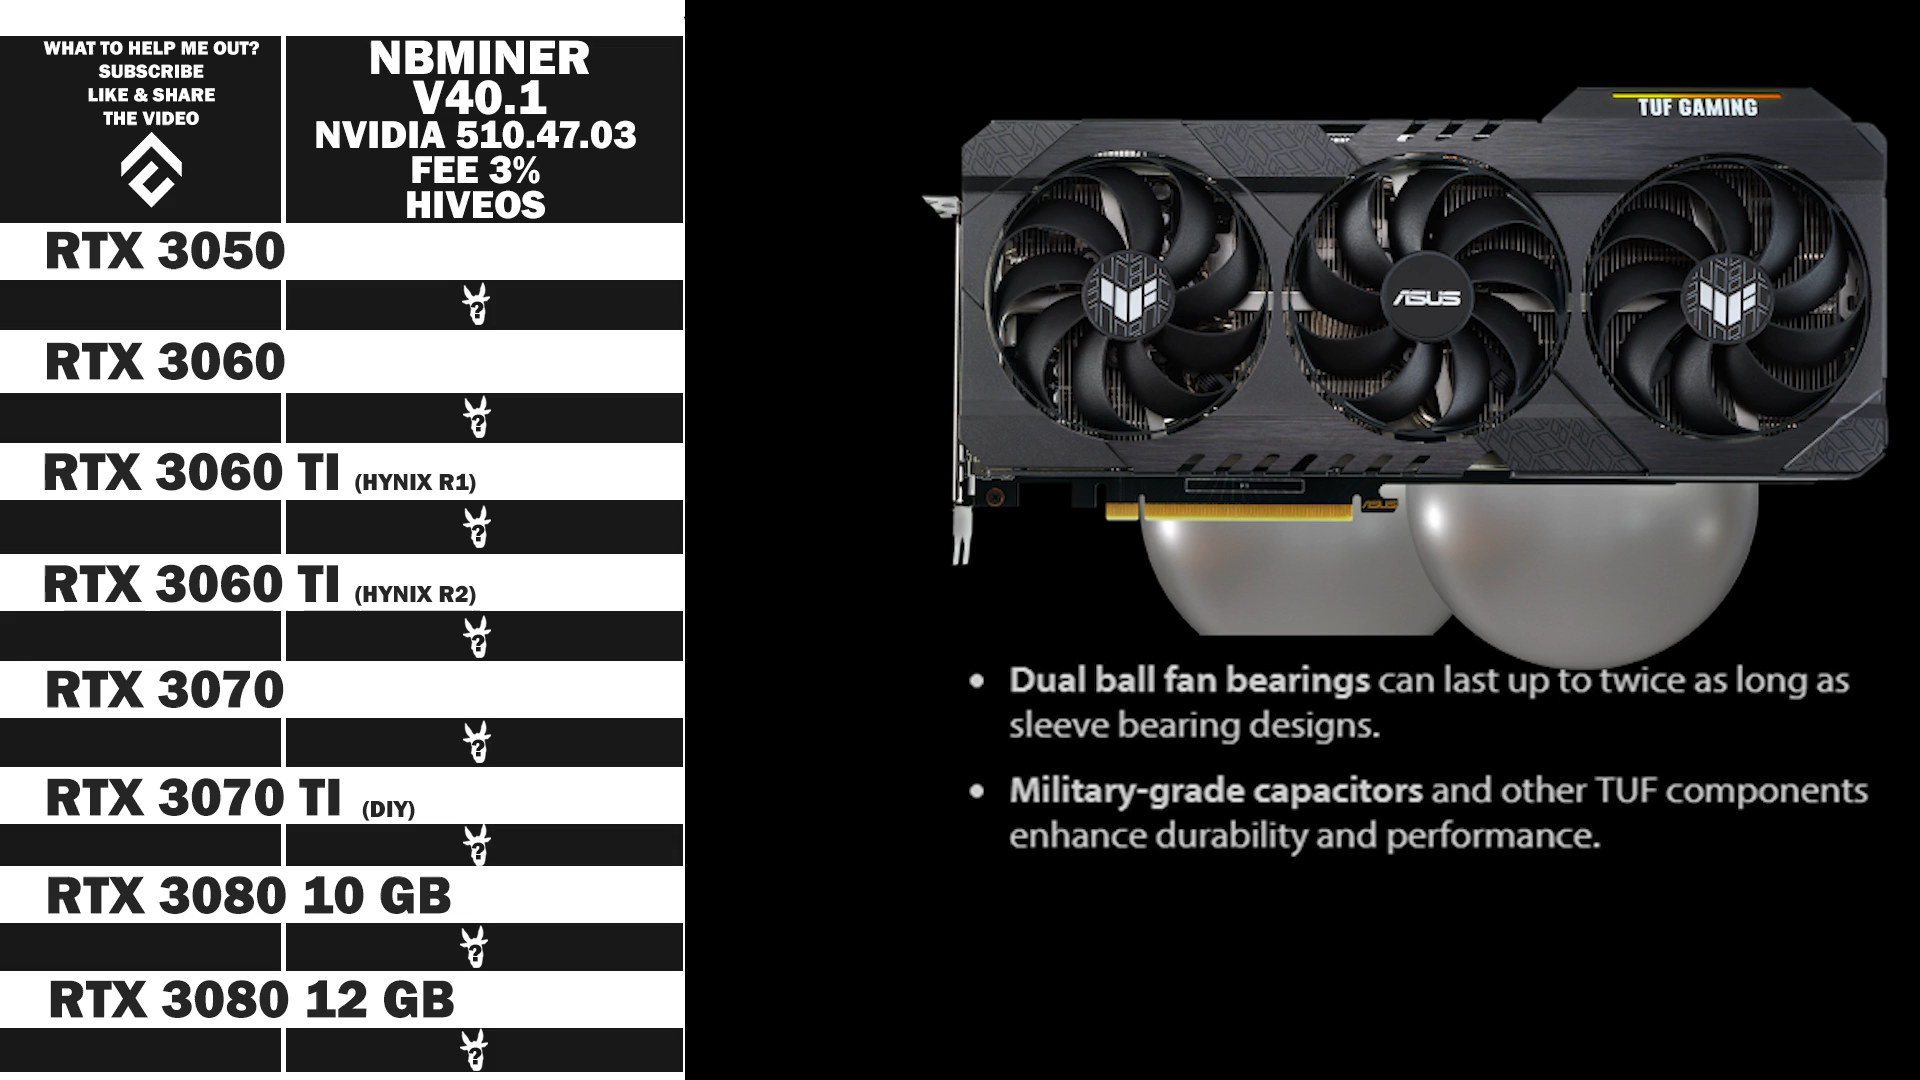 WHAT TO HELP ME OUT?
SUBSCRIBE
LIKE & SHARE
THE VIDEO
NBMINER
V40.1
NVIDIA 510.47.03
FEE 3%
HIVEOS
RTX 3050
?
RTX 3060
?
RTX 3060 TI (HYNIX R1)
?
RTX 3060 TI (HYNIX R2)
?
RTX 3070
?
RTX 3070 TI (DIY)
?
RTX 3080 10 GB
?
RTX 3080 12 GB
?
TUF GAMING
ASUS
ASUS
• Dual ball fan bearings can last up to twice as long as
sleeve bearing designs.
• Military-grade capacitors and other TUF components
enhance durability and performance.